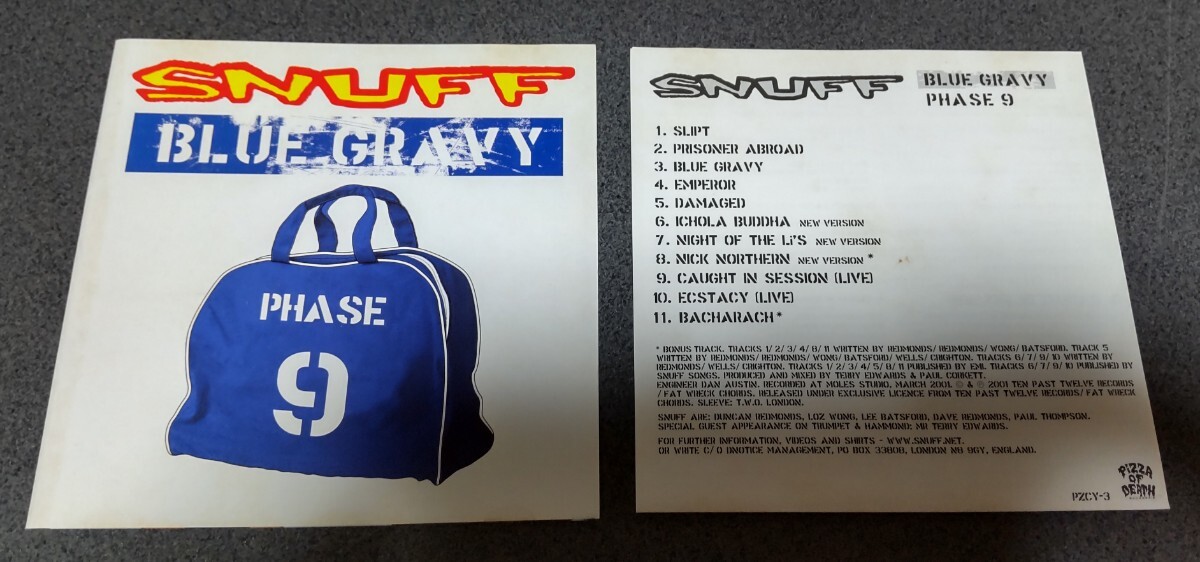 SNUFF
BLUE GRAVY
PHASE
9
SNUFF BLUE GRAVY
PHASE 9
1. SLIPT
2. PRISONER ABROAD
3. BLUE GRAVY
4. EMPEROR
5. DAMAGED
6. ICHOLA BUDDHA NEW VERSION
7. NIGHT OF THE Li'S NEW VERSION
8. NICK NORTHERN NEW VERSION *
9. CAUGHT IN SESSION (LIVE)
10. ECSTACY (LIVE)
11. BACHARACH *
* BONUS TRACK. TRACKS 1/ 2/ 3/ 4/ 8/ 11 WRITTEN BY REDMONDS/ REDMONDS/ WONG/ BATSFORD. TRACK 5
WRITTEN BY REDMONDS/ REDMONDS/ WONG/ BATSFORD/ WELLS/ CRIGHTON. TRACKS 6/ 7/ 9/ 10 WRITTEN BY
REDMONDS/ WELLS/ CRIGHTON. TRACKS 1/ 2/ 3/ 4/ 5/ 8/ 11 PUBLISHED BY EMI. TRACKS 6/ 7/ 9/ 10 PUBLISHED BY
SNUFF SONGS. PRODUCED AND MIXED BY TERRY EDWARDS & PAUL CORKETT.
ENGINEER DAN AUSTIN. RECORDED AT MOLES STUDIO, MARCH 2001. © & ℗ 2001 TEN PAST TWELVE RECORDS
/ FAT WRECK CHORDS. RELEASED UNDER EXCLUSIVE LICENCE FROM TEN PAST TWELVE RECORDS/ FAT WRECK
CHORDS. SLEEVE: T.W.O. LONDON.
SNUFF ARE: DUNCAN REDMONDS, LOZ WONG, LEE BATSFORD, DAVE REDMONDS, PAUL THOMPSON.
SPECIAL GUEST APPEARANCE ON TRUMPET & HAMMOND: MR TERRY EDWARDS.
FOR FURTHER INFORMATION, VIDEOS AND SHIRTS - WWW.SNUFF.NET.
OR WRITE C/O DNOTICE MANAGEMENT, PO BOX 33808, LONDON N8 9GY, ENGLAND.
PIZZA
OF
DEATH
PZCY-3